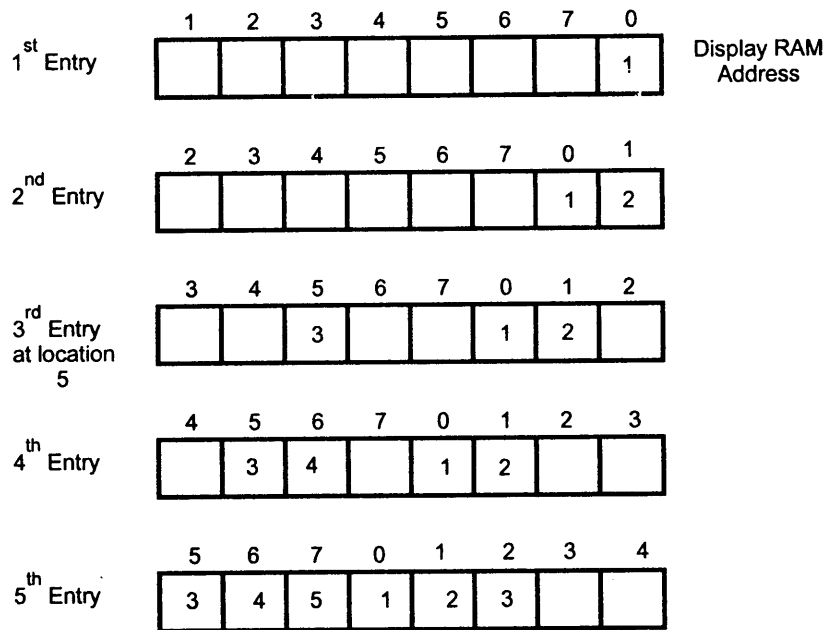 1 2 3 4 5 6 7 0
1st Entry
1
Display RAM
Address
2 3 4 5 6 7 0 1
2nd Entry
1 2
3 4 5 6 7 0 1 2
3rd Entry
at location
5
3 1 2
4 5 6 7 0 1 2 3
4th Entry
3 4 1 2
5 6 7 0 1 2 3 4
5th Entry
3 4 5 1 2 3